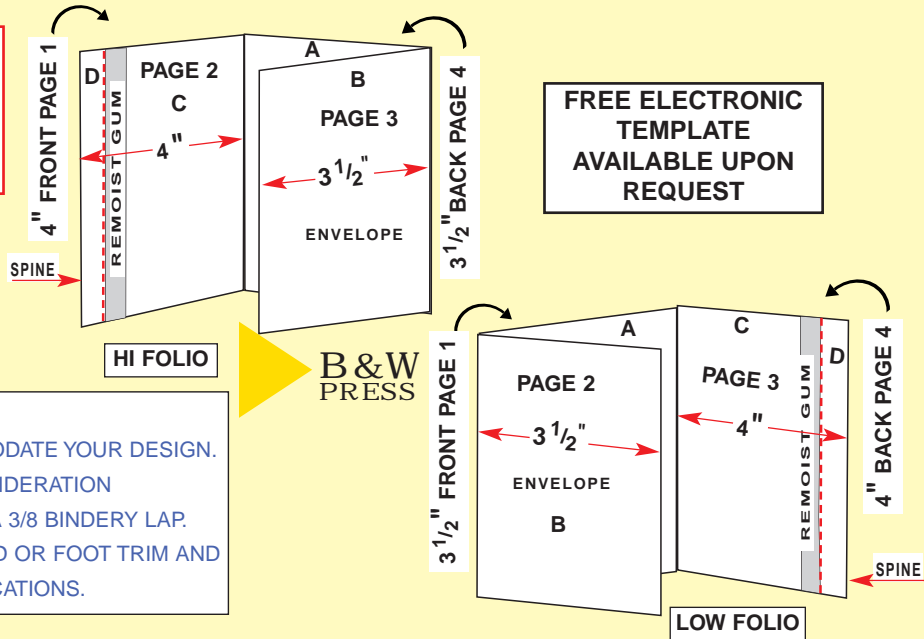 4" FRONT PAGE 1
D
REMOIST GUM
PAGE 2
C
4"
A
B
PAGE 3
3 1/2"
ENVELOPE
3 1/2" BACK PAGE 4
SPINE
HI FOLIO
FREE ELECTRONIC
TEMPLATE
AVAILABLE UPON
REQUEST
B&W
PRESS
ODATE YOUR DESIGN.
IDERATION
A 3/8 BINDERY LAP.
D OR FOOT TRIM AND
CATIONS.
3 1/2" FRONT PAGE 1
A
PAGE 2
3 1/2"
ENVELOPE
B
C
PAGE 3
4"
REMOIST GUM
D
4" BACK PAGE 4
SPINE
LOW FOLIO